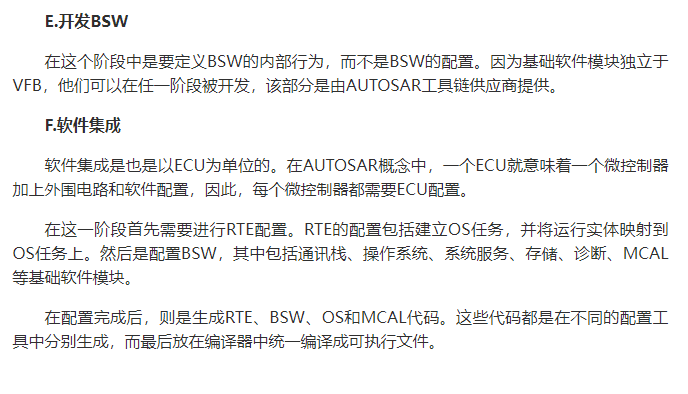 E.开发BSW
在这个阶段中是要定义BSW的内部行为，而不是BSW的配置。因为基础软件模块独立于
VFB，他们可以在任一阶段被开发，该部分是由AUTOSAR工具链供应商提供。
F.软件集成
软件集成是也是以ECU为单位的。在AUTOSAR概念中，一个ECU就意味着一个微控制器
加上外围电路和软件配置，因此，每个微控制器都需要ECU配置。
在这一阶段首先需要进行RTE配置。RTE的配置包括建立OS任务，并将运行实体映射到
OS任务上。然后是配置BSW，其中包括通讯栈、操作系统、系统服务、存储、诊断、MCAL
等基础软件模块。
在配置完成后，则是生成RTE、BSW、OS和MCAL代码。这些代码都是在不同的配置工
具中分别生成，而最后放在编译器中统一编译成可执行文件。